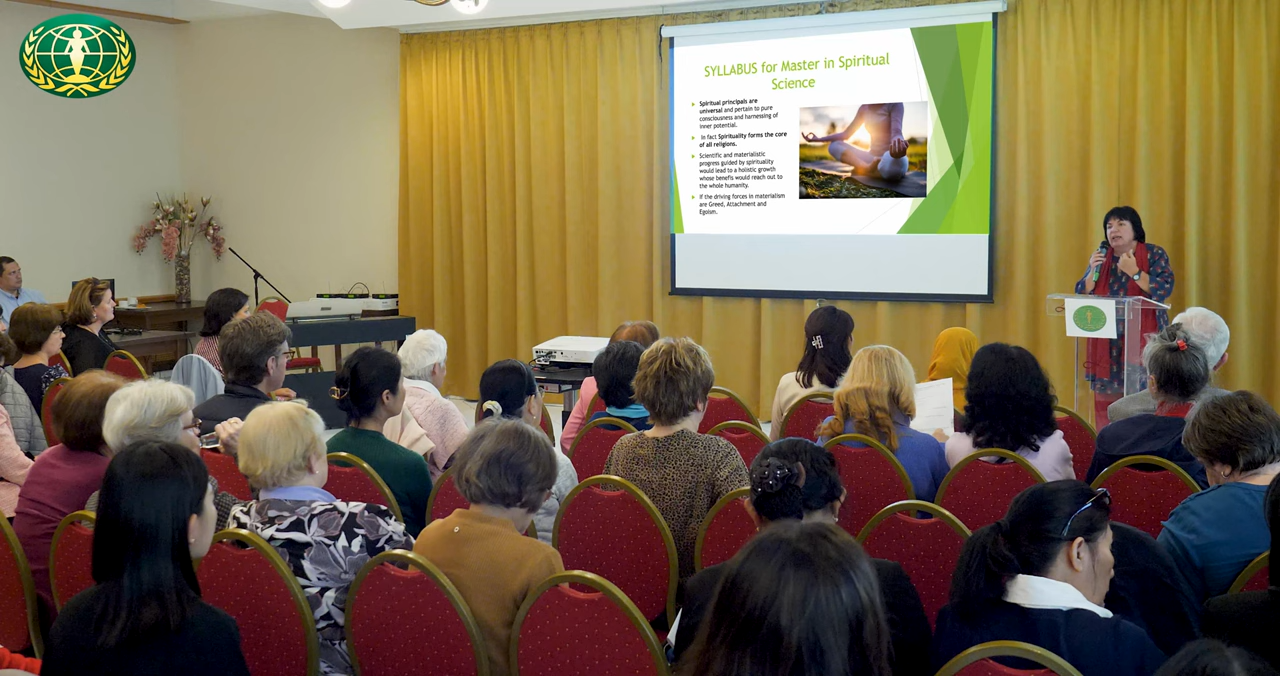 SYLLABUS for Master in Spiritual
Science
Spiritual principals are
universal and pertain to pure
consciousness and harnessing of
inner potential.
In fact Spirituality forms the core
of all religions.
Scientific and materialistic
progress guided by spirituality
would lead to a holistic growth
whose benefis would reach out to
the whole humanity.
If the driving forces in materialism
are Greed, Attachment and
Egoism.